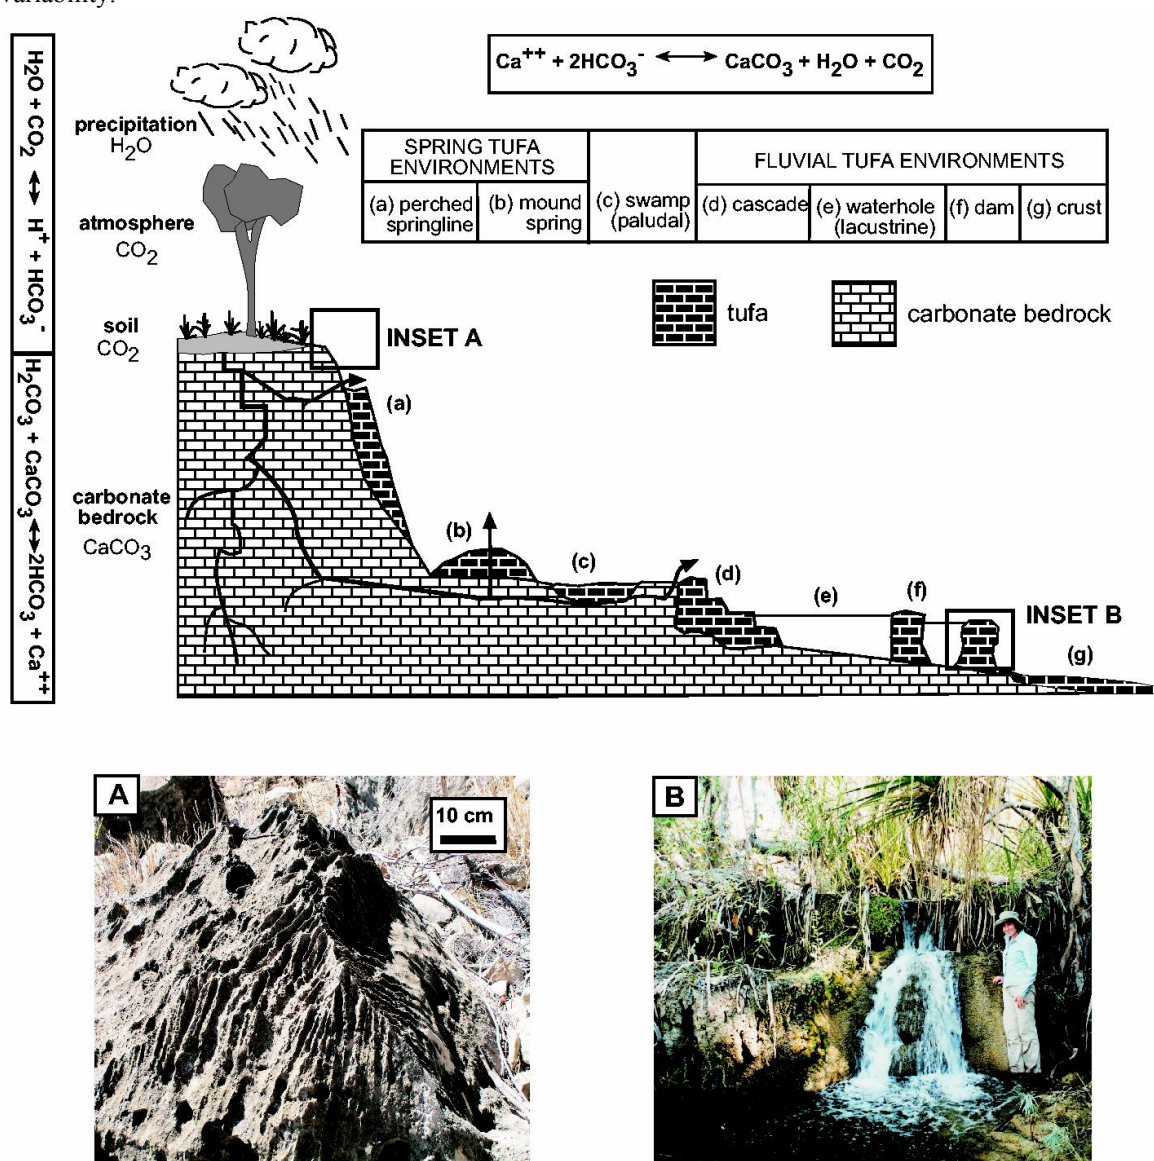 variability.
H2O + CO2 ↔ H+ + HCO3-
H2CO3 + CaCO3 ↔ 2HCO3 + Ca++
Ca++ + 2HCO3- ↔ CaCO3 + H2O + CO2
precipitation
H2O
SPRING TUFA
ENVIRONMENTS
FLUVIAL TUFA ENVIRONMENTS
(a) perched
springline
(b) mound
spring
(c) swamp
(paludal)
(d) cascade
(e) waterhole
(lacustrine)
(f) dam
(g) crust
atmosphere
CO2
tufa
carbonate bedrock
soil
CO2
INSET A
(a)
carbonate
bedrock
CaCO3
(b)
(c)
(d)
(e)
(f)
INSET B
(g)
A
10 cm
B